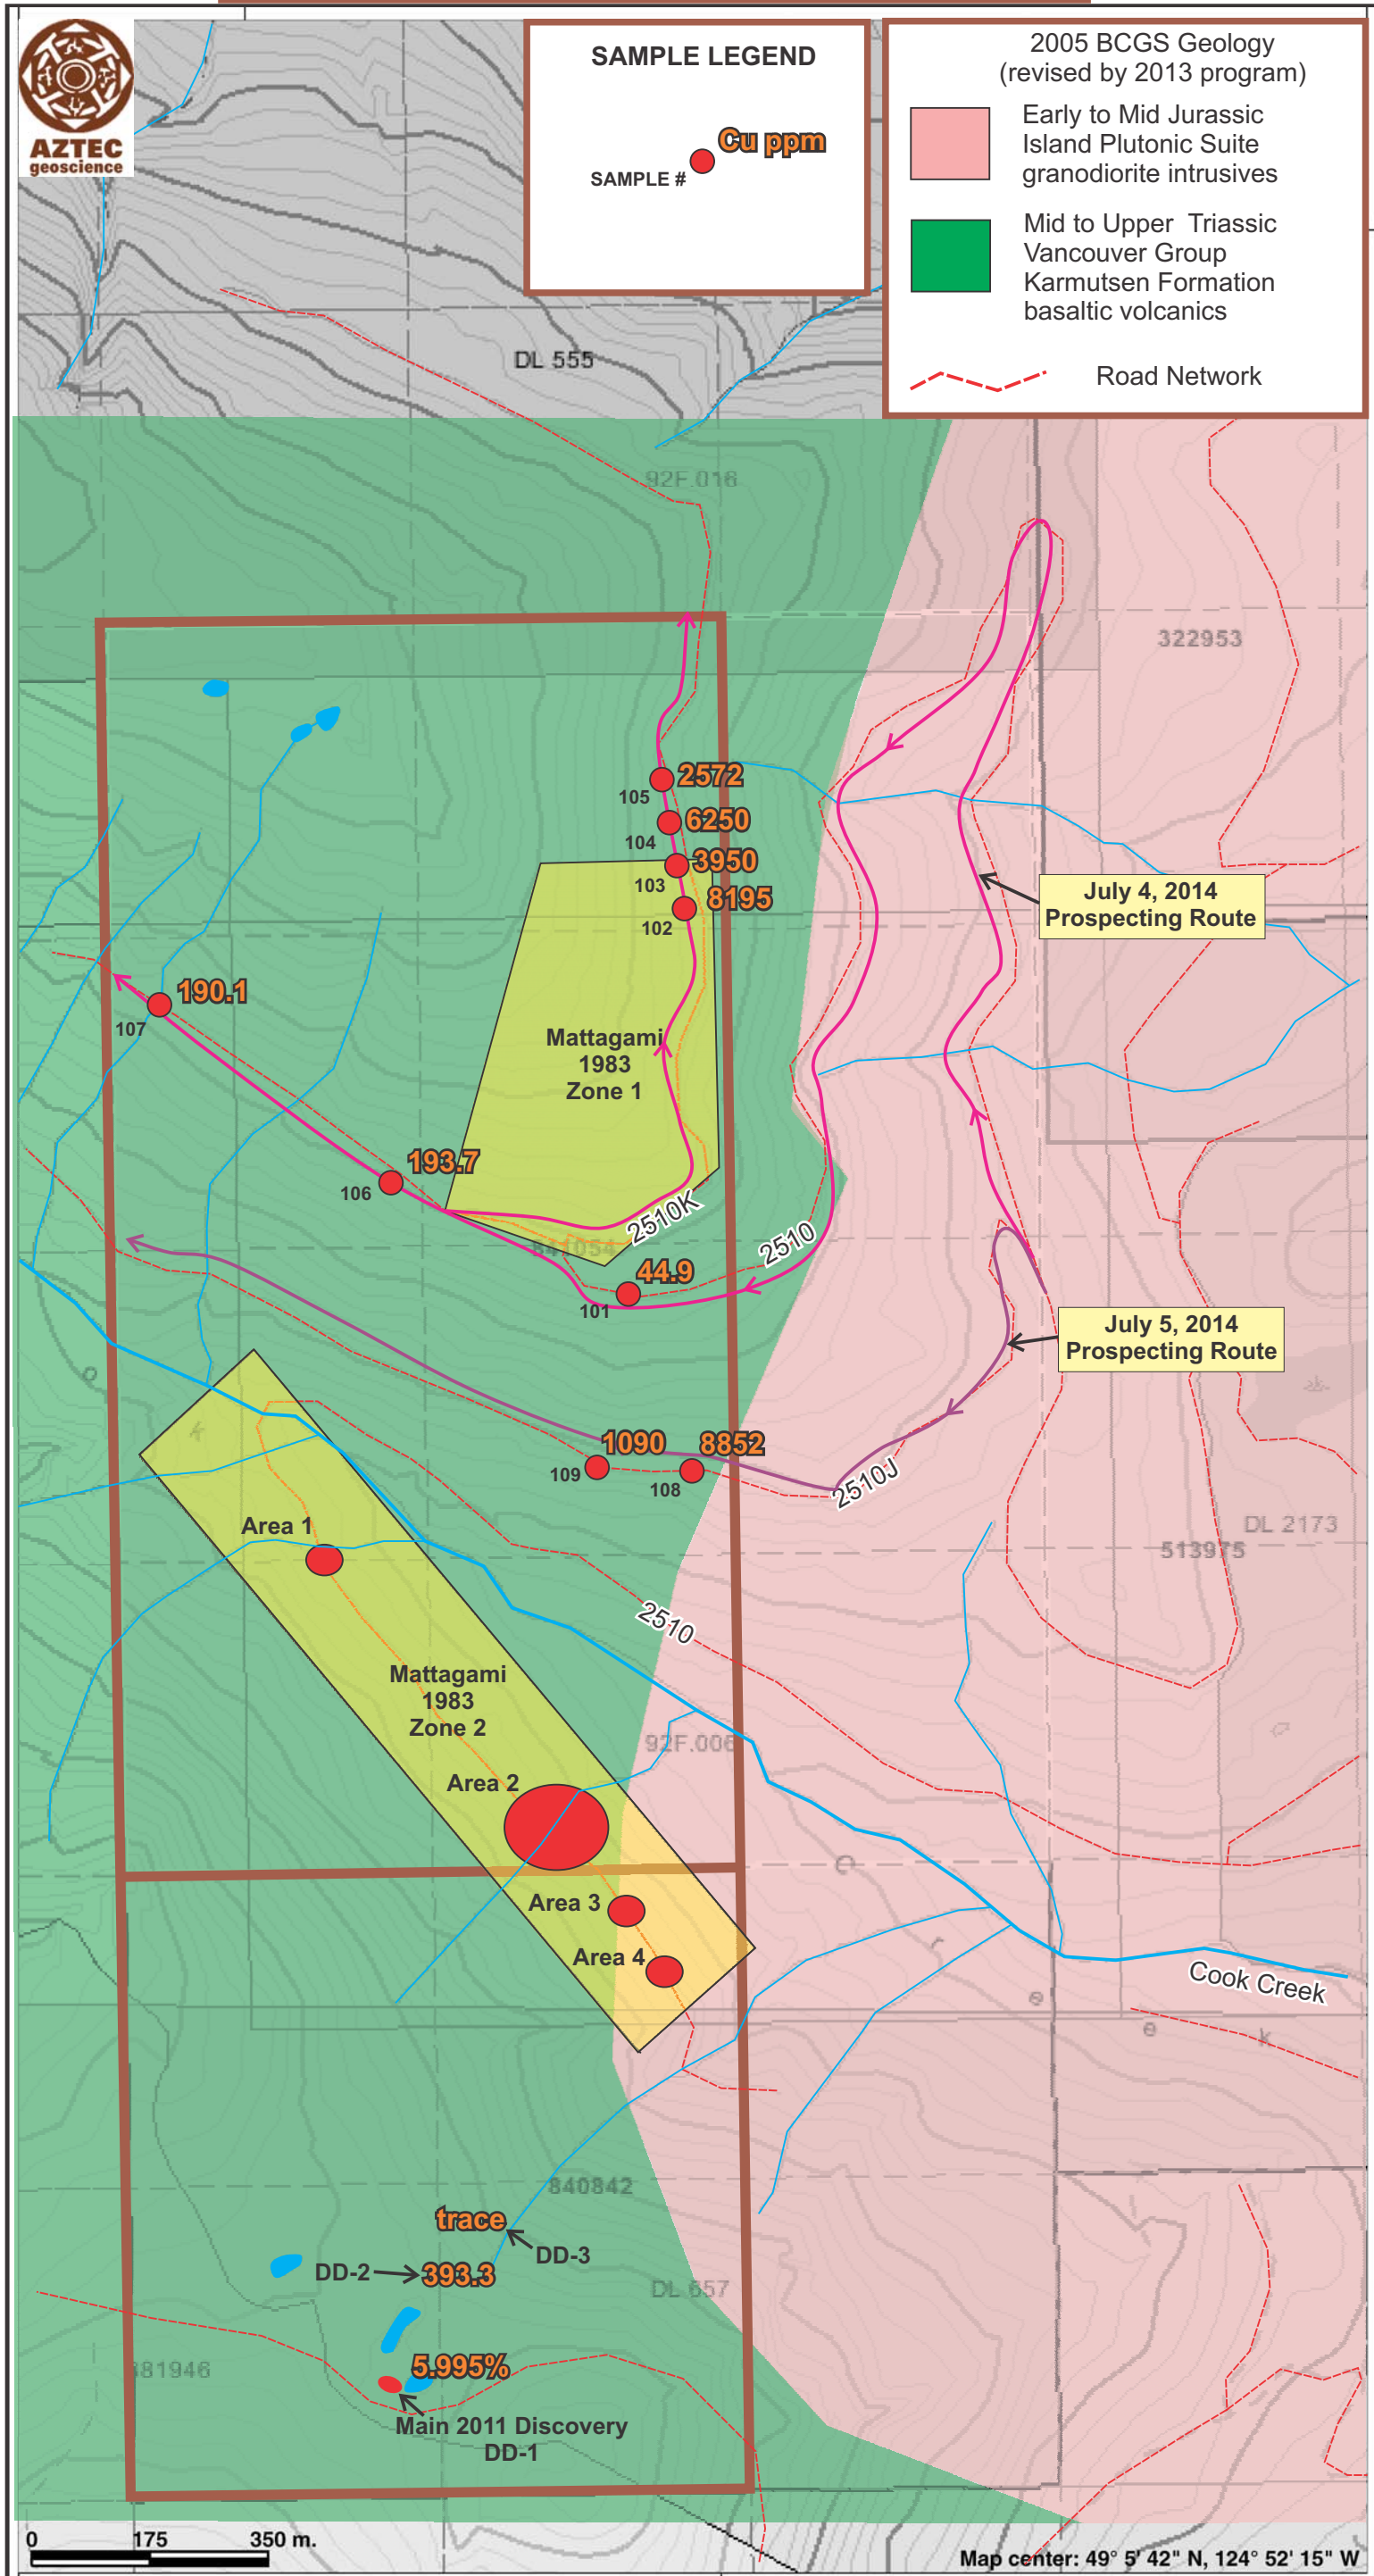 AZTEC
geoscience
SAMPLE LEGEND
Cu ppm
SAMPLE #
2005 BCGS Geology
(revised by 2013 program)
Early to Mid Jurassic
Island Plutonic Suite
granodiorite intrusives
Mid to Upper Triassic
Vancouver Group
Karmutsen Formation
basaltic volcanics
Road Network
DL 555
92F.016
322953
2572
105
6250
104
3950
103
8195
102
July 4, 2014
Prospecting Route
190.1
107
Mattagami
1983
Zone 1
193.7
106
2510K
2510
841054
44.9
101
July 5, 2014
Prospecting Route
o
k
1090
8852
109
108
2510J
Area 1
DL 2173
513975
2510
Mattagami
1983
Zone 2
92F.006
Area 2
C
Area 3
r
Area 4
Cook Creek
e
e
k
840842
trace
DD-3
DD-2
393.3
DL 657
5.995%
881946
Main 2011 Discovery
DD-1
0 175 350 m.
Map center: 49° 5' 42" N, 124° 52' 15" W